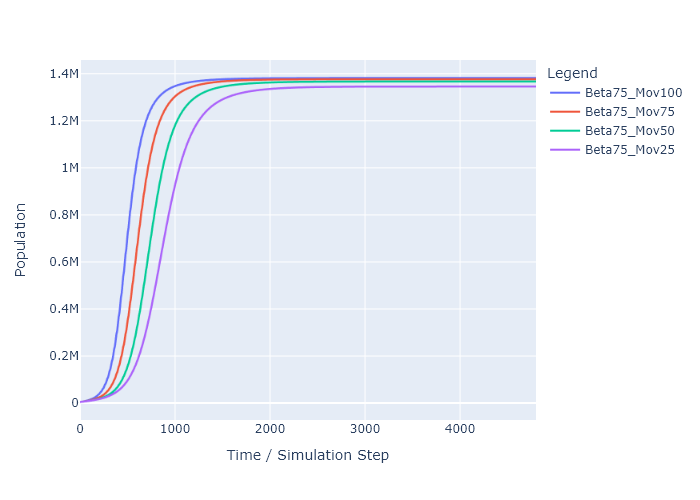 Legend
Beta75_Mov100
Beta75_Mov75
Beta75_Mov50
Beta75_Mov25
1.4M
1.2M
1M
0.8M
0.6M
0.4M
0.2M
0
Population
0 1000 2000 3000 4000
Time / Simulation Step